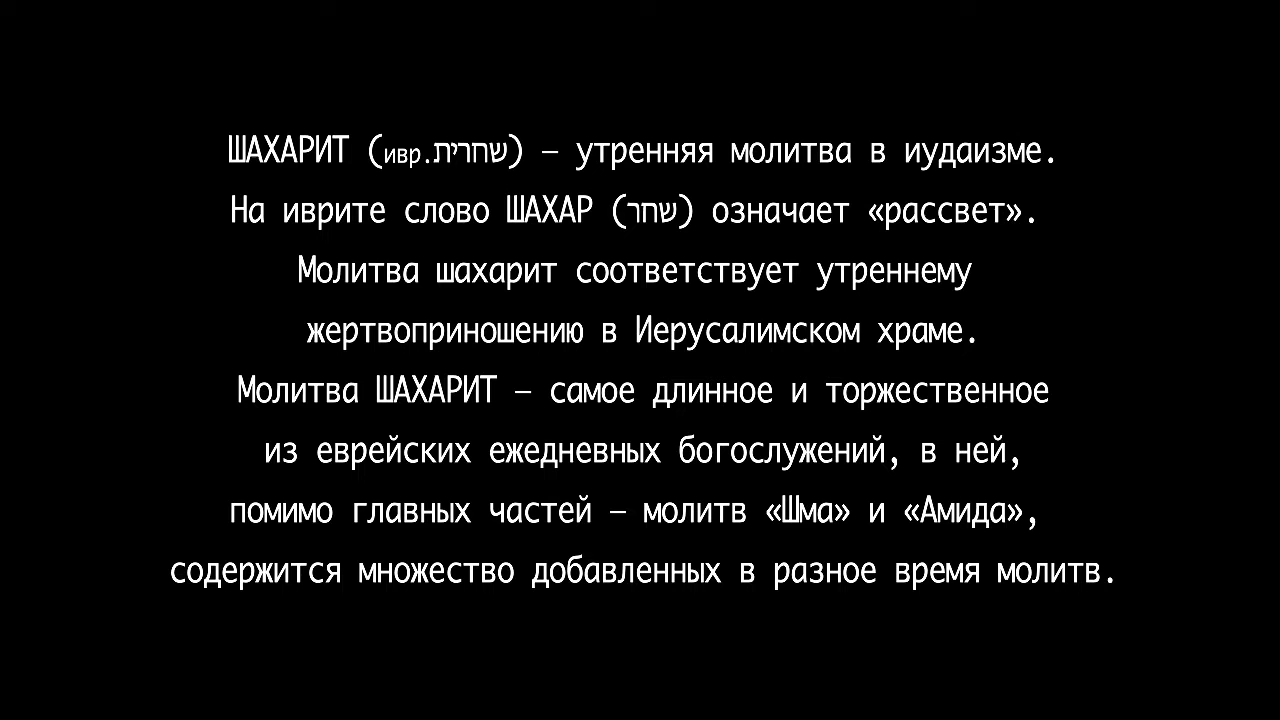 ШАХАРИТ (ивр.שחרית) – утренняя молитва в иудаизме.
На иврите слово ШАХАР (שחר) означает «рассвет».
Молитва шахарит соответствует утреннему
жертвоприношению в Иерусалимском храме.
Молитва ШАХАРИТ – самое длинное и торжественное
из еврейских ежедневных богослужений, в ней,
помимо главных частей – молитв «Шма» и «Амида»,
содержится множество добавленных в разное время молитв.